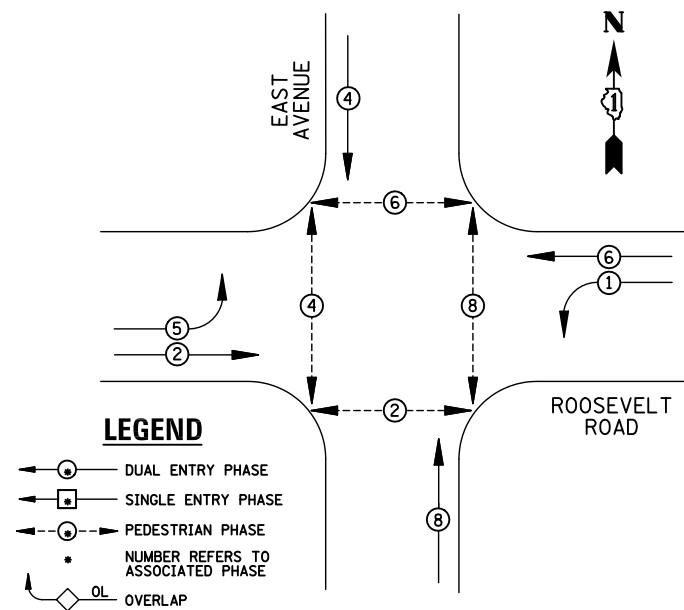 N
1
EAST
AVENUE
4
6
6
1
4
8
5
2
2
ROOSEVELT
ROAD
8
LEGEND
* DUAL ENTRY PHASE
* SINGLE ENTRY PHASE
* PEDESTRIAN PHASE
* NUMBER REFERS TO
ASSOCIATED PHASE
OL OVERLAP